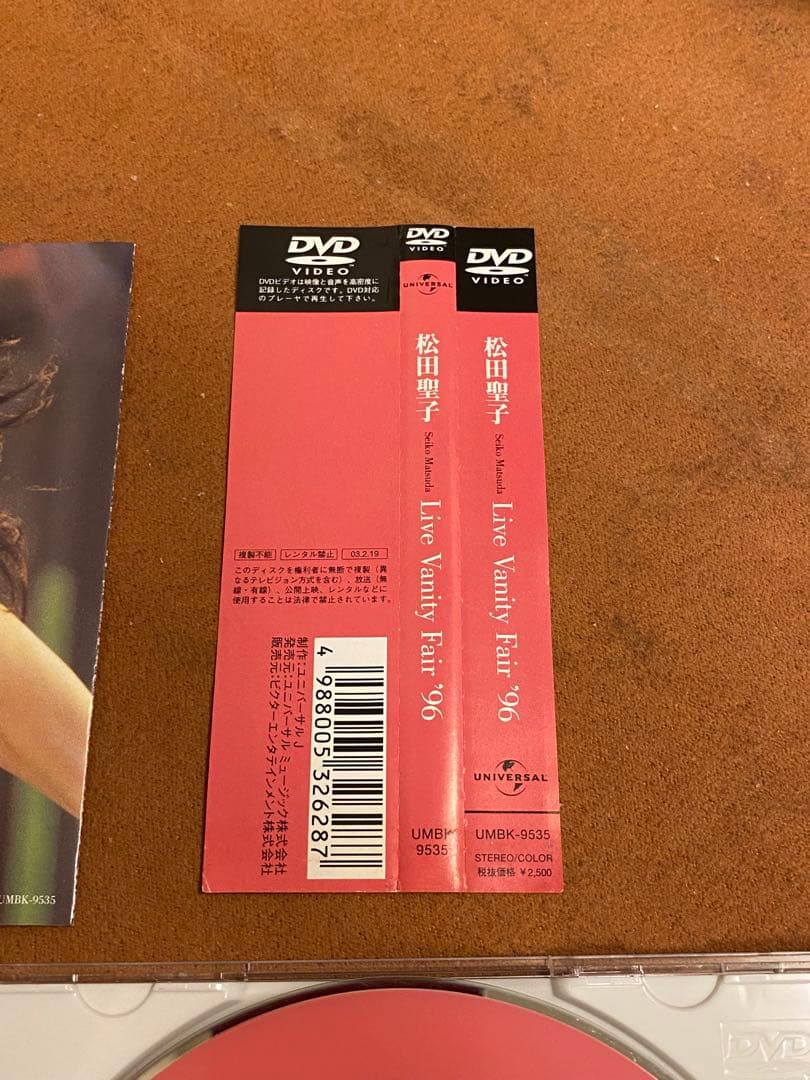 DVD
VIDEO
DVDビデオは映像と音声を高密度に
記録したディスクです。DVD対応
のプレーヤで再生して下さい。
複製不能 レンタル禁止 03.2.19
このディスクを権利者に無断で複製(異
なるテレビジョン方式を含む)、放送(無
線・有線)、公開上映、レンタルなどに
使用することは法律で禁止されています。
制作:ユニバーサル J
発売元:ユニバーサル ミュージック株式会社
販売元:ビクターエンタテインメント株式会社
4 988005 326287
DVD
VIDEO
UNIVERSAL
松田聖子 Seiko Matsuda Live Vanity Fair '96
UMBK
9535
DVD
VIDEO
松田聖子 Seiko Matsuda Live Vanity Fair '96
UNIVERSAL
UMBK-9535
STEREO/COLOR
税抜価格 ¥2,500
UMBK-9535
DVD